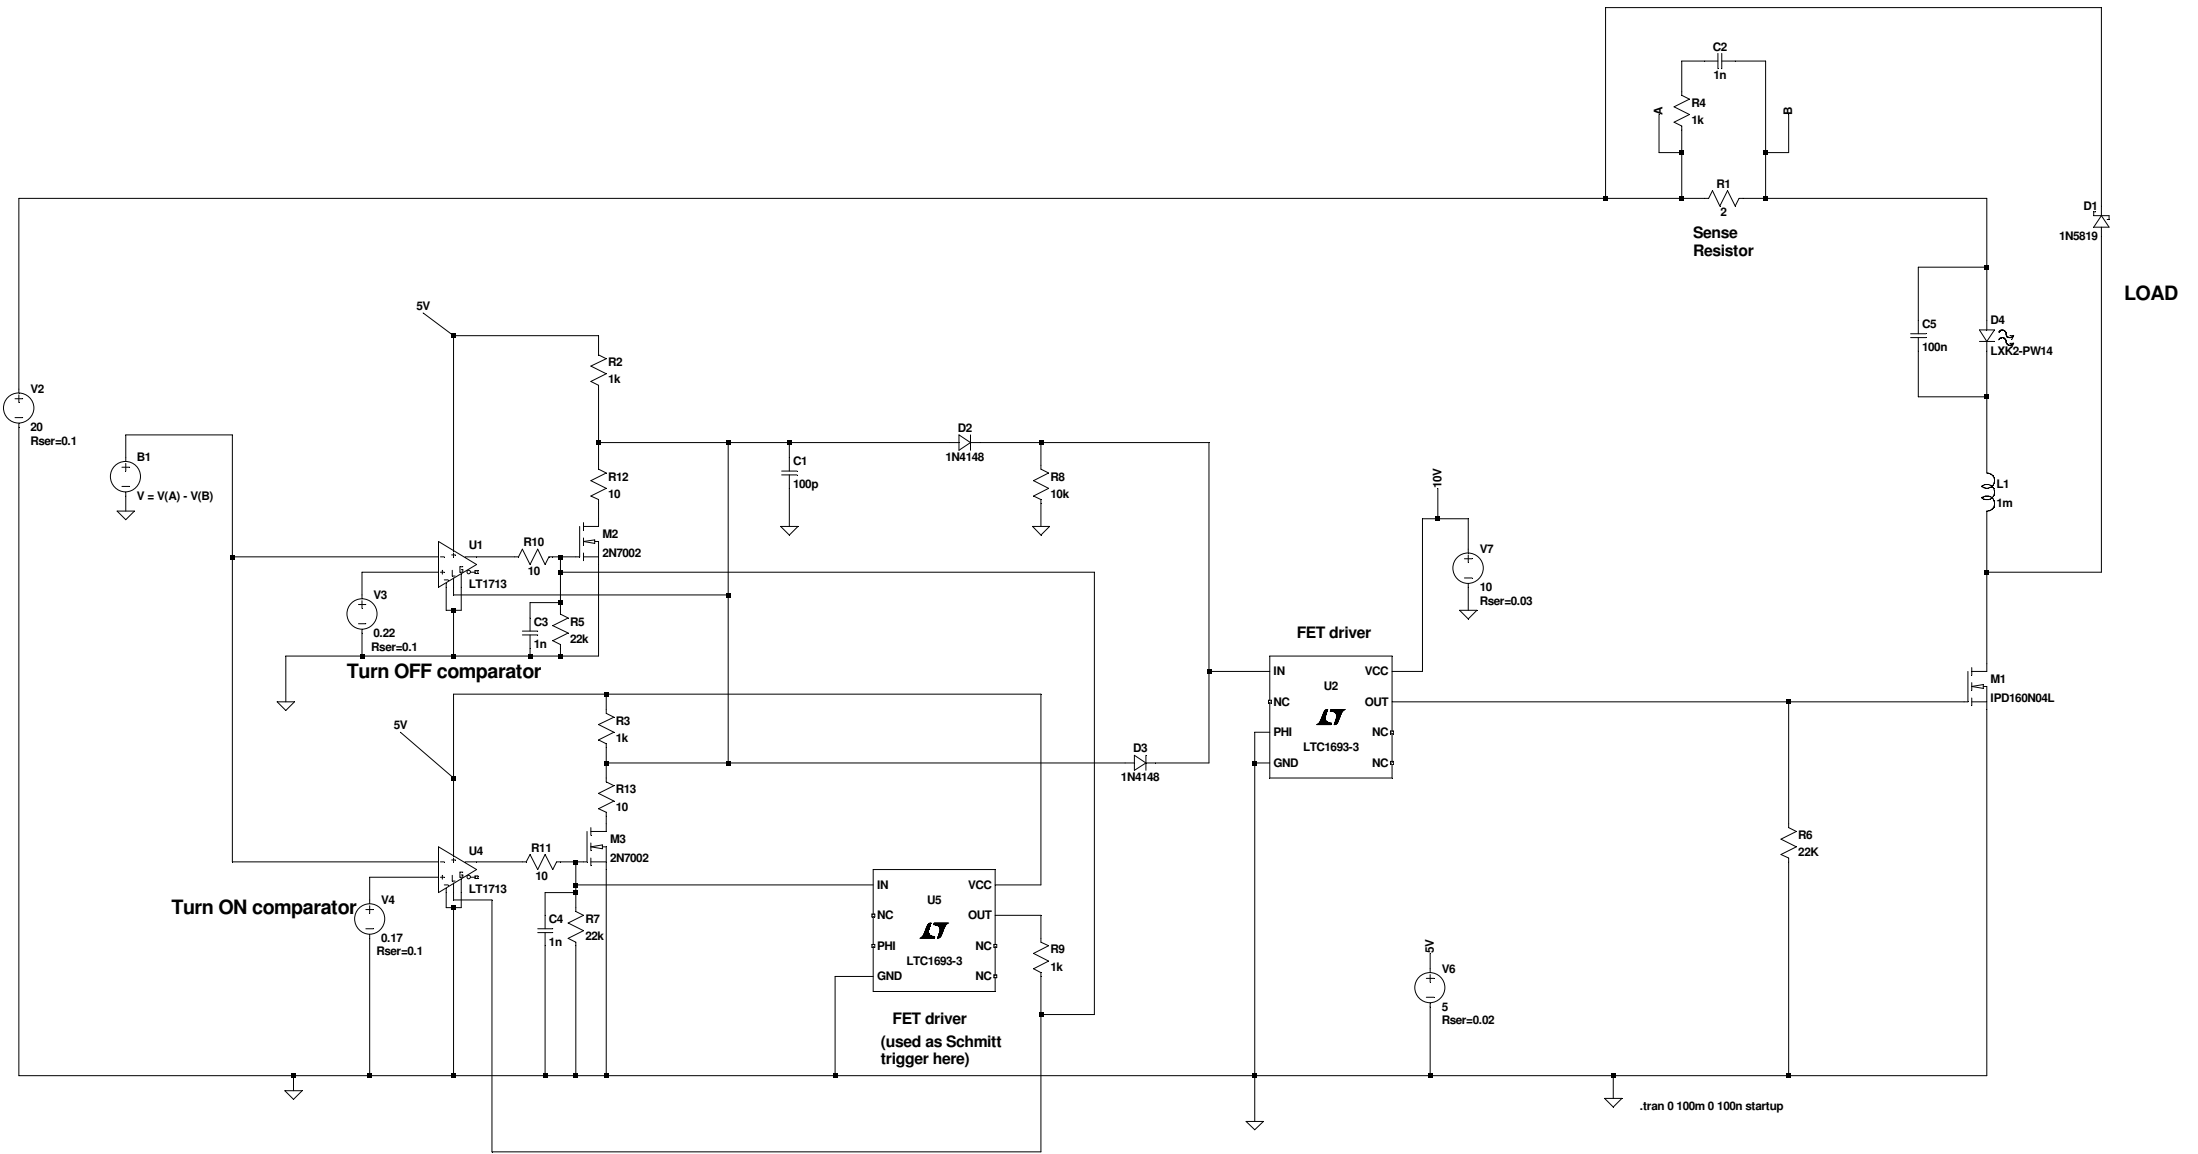 C2
1n
R4
1k
A
B
R1
2
Sense
Resistor
D1
1N5819
LOAD
C5
100n
D4
LXK2-PW14
L1
1m
5V
R2
1k
V2
20
Rser=0.1
B1
V = V(A) - V(B)
D2
1N4148
C1
100p
R12
10
R8
10k
10V
U1
LT1713
R10
10
M2
2N7002
V7
10
Rser=0.03
V3
0.22
Rser=0.1
C3
1n
R5
22k
Turn OFF comparator
FET driver
IN
VCC
U2
NC
OUT
PHI
NC
LTC1693-3
GND
NC
M1
IPD160N04L
5V
R3
1k
D3
1N4148
R13
10
M3
2N7002
R6
22K
U4
LT1713
R11
10
Turn ON comparator
V4
0.17
Rser=0.1
C4
1n
R7
22k
IN
VCC
U5
NC
OUT
PHI
NC
LTC1693-3
GND
NC
R9
1k
5V
V6
5
Rser=0.02
FET driver
(used as Schmitt
trigger here)
.tran 0 100m 0 100n startup